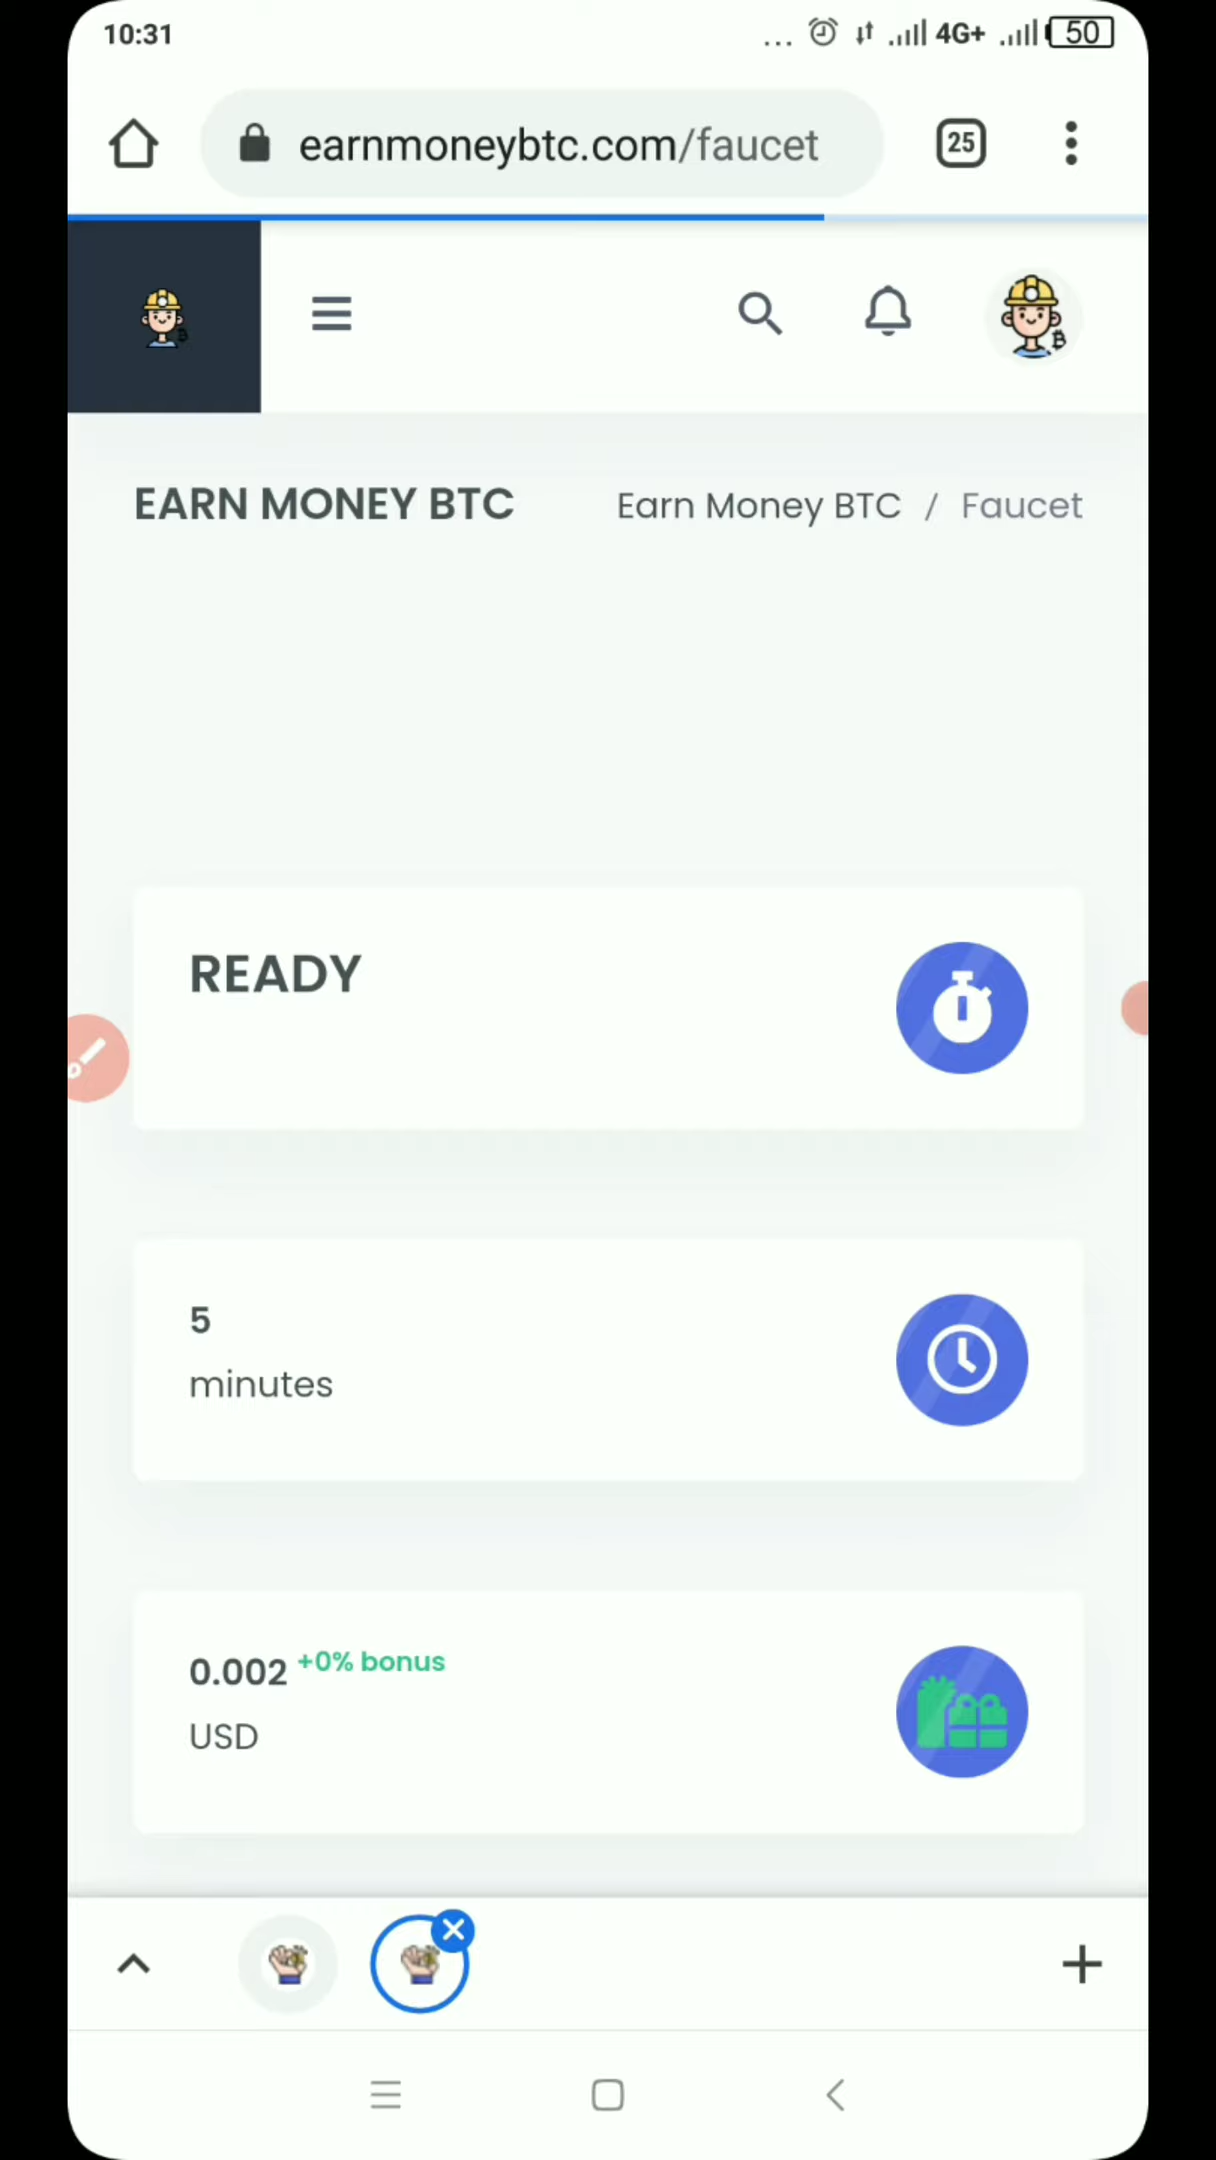 10:31
... 4G+ 50
earnmoneybtc.com/faucet
25
EARN MONEY BTC
Earn Money BTC / Faucet
READY
5
minutes
0.002 +0% bonus
USD